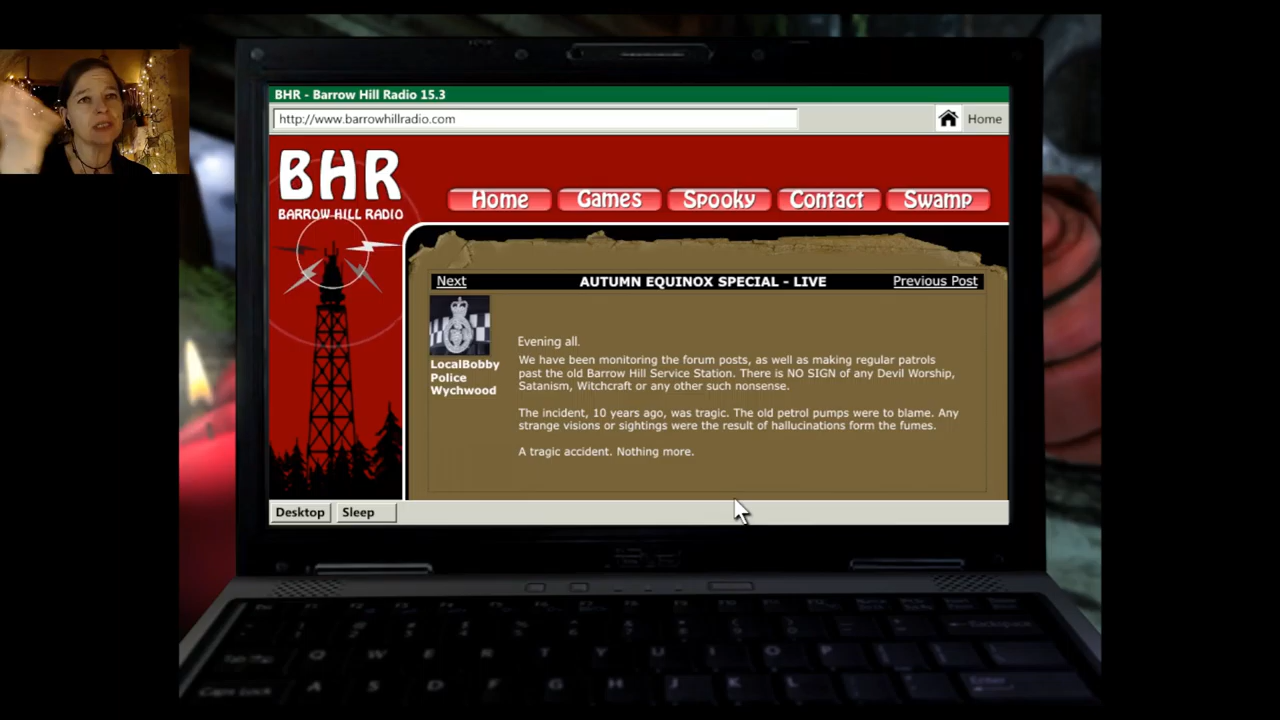 BHR - Barrow Hill Radio 15.3
http://www.barrowhillradio.com
Home
BHR
BARROW HILL RADIO
Home
Games
Spooky
Contact
Swamp
Next
AUTUMN EQUINOX SPECIAL - LIVE
Previous Post
LocalBobby
Police
Wychwood
Evening all.
We have been monitoring the forum posts, as well as making regular patrols
past the old Barrow Hill Service Station. There is NO SIGN of any Devil Worship,
Satanism, Witchcraft or any other such nonsense.
The incident, 10 years ago, was tragic. The old petrol pumps were to blame. Any
strange visions or sightings were the result of hallucinations form the fumes.
A tragic accident. Nothing more.
Desktop
Sleep
Q W E R T Y U I O P
Caps Lock
A S D F G H J K L
Enter